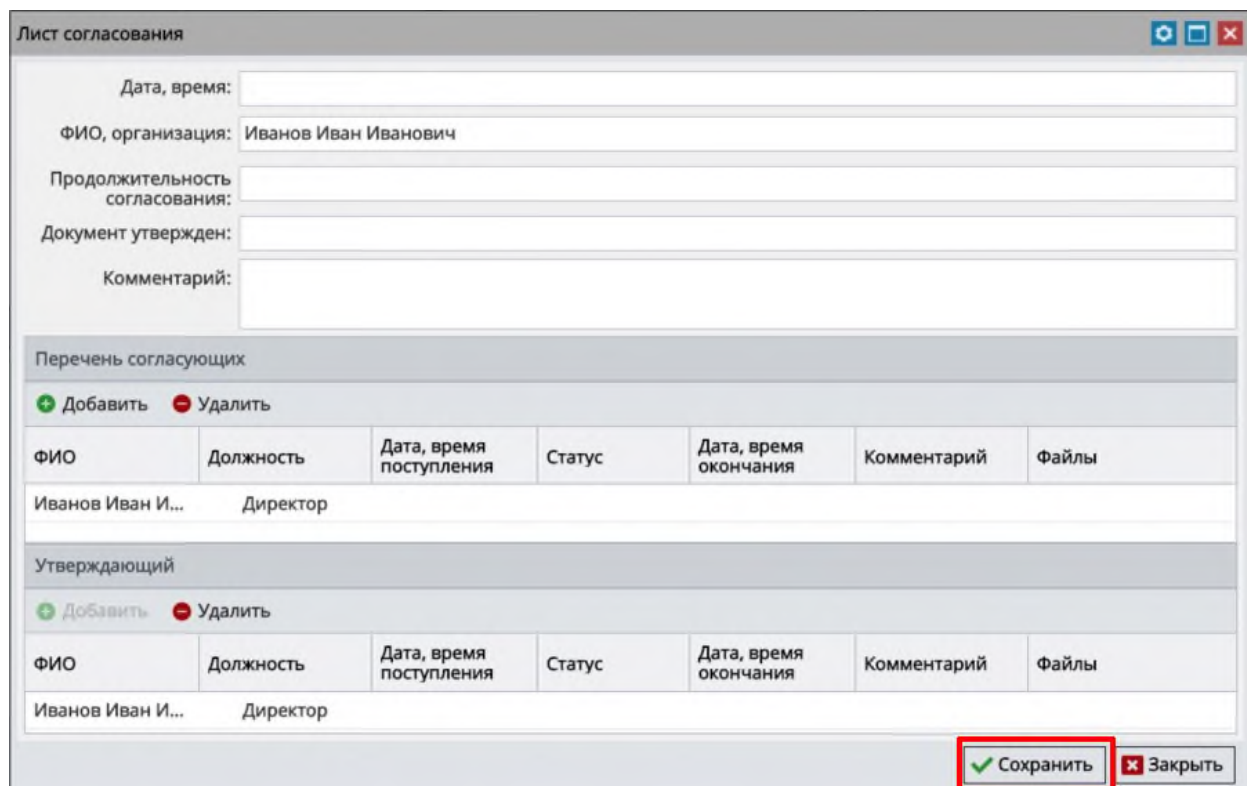 Лист согласования
Дата, время:
ФИО, организация: Иванов Иван Иванович
Продолжительность
согласования:
Документ утвержден:
Комментарий:
Перечень согласующих
Добавить Удалить
ФИО Должность Дата, время поступления Статус Дата, время окончания Комментарий Файлы
Иванов Иван И... Директор
Утверждающий
Добавить Удалить
ФИО Должность Дата, время поступления Статус Дата, время окончания Комментарий Файлы
Иванов Иван И... Директор
Сохранить Закрыть